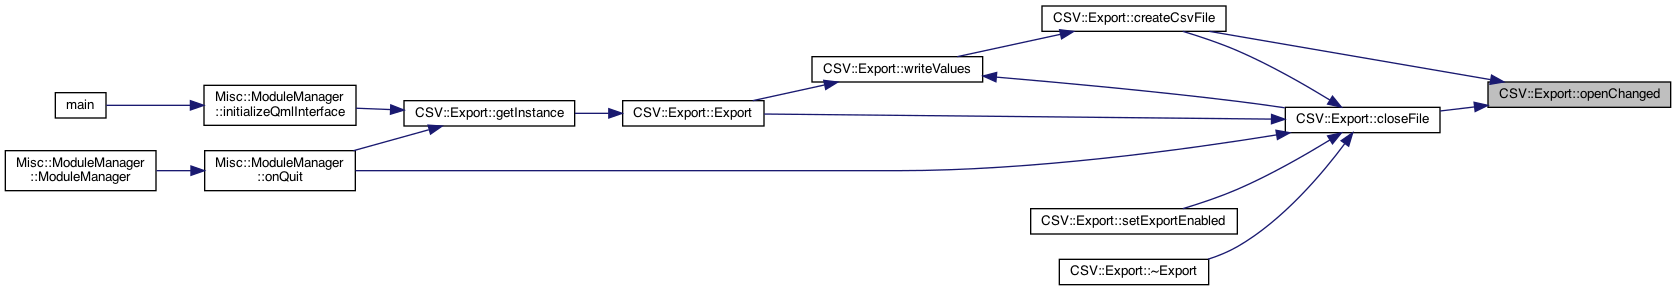 CSV::Export::createCsvFile
CSV::Export::writeValues
CSV::Export::openChanged
main
Misc::ModuleManager
::initializeQmlInterface
CSV::Export::getInstance
CSV::Export::Export
CSV::Export::closeFile
Misc::ModuleManager
::ModuleManager
Misc::ModuleManager
::onQuit
CSV::Export::setExportEnabled
CSV::Export::~Export